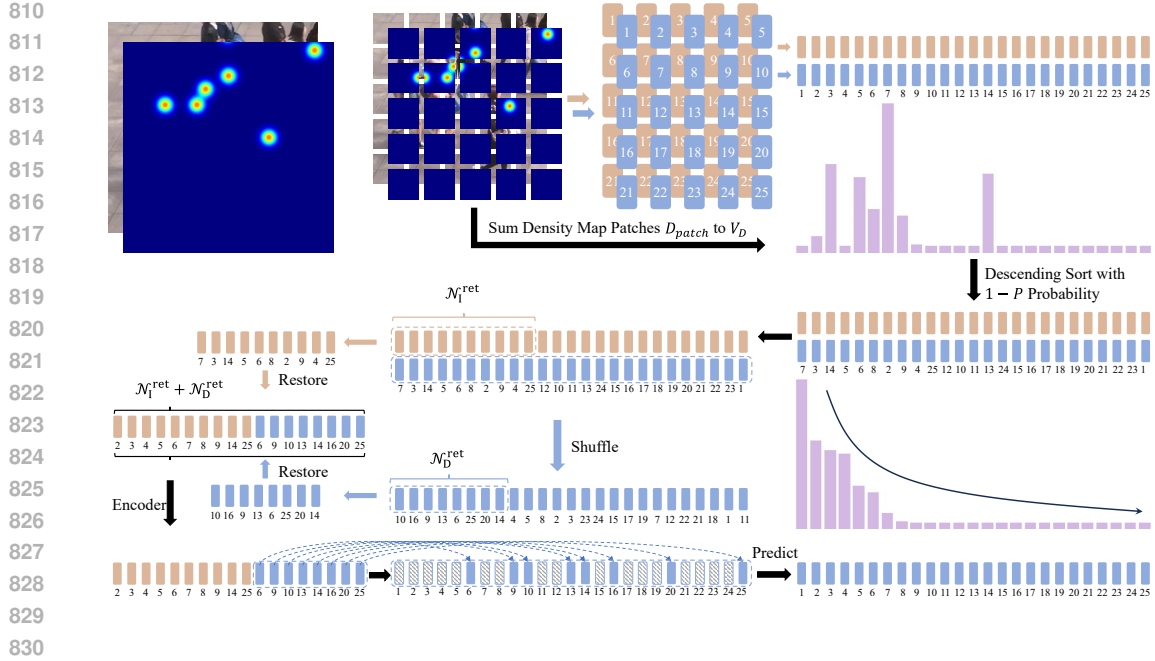 810
811
812
813
814
815
816
817
818
819
820
821
822
823
824
825
826
827
828
829
830
1 2 3 4 5
6 7 8 9 10
11 12 13 14 15
16 17 18 19 20
21 22 23 24 25
1 2 3 4 5 6 7 8 9 10 11 12 13 14 15 16 17 18 19 20 21 22 23 24 25
Sum Density Map Patches D_patch to V_D
Descending Sort with
1 − P Probability
7 3 14 5 6 8 2 9 4 25 12 10 11 13 24 15 16 17 18 19 20 21 22 23 1
𝒩_I^ret
7 3 14 5 6 8 2 9 4 25 12 10 11 13 24 15 16 17 18 19 20 21 22 23 1
7 3 14 5 6 8 2 9 4 25
Restore
Shuffle
𝒩_D^ret
10 16 9 13 6 25 20 14 4 5 8 2 3 23 24 15 17 19 7 12 22 21 18 1 11
10 16 9 13 6 25 20 14
Restore
𝒩_I^ret + 𝒩_D^ret
2 3 4 5 6 7 8 9 14 25 6 9 10 13 14 16 20 25
Encoder
2 3 4 5 6 7 8 9 14 25 6 9 10 13 14 16 20 25
1 2 3 4 5 6 7 8 9 10 11 12 13 14 15 16 17 18 19 20 21 22 23 24 25
Predict
1 2 3 4 5 6 7 8 9 10 11 12 13 14 15 16 17 18 19 20 21 22 23 24 25